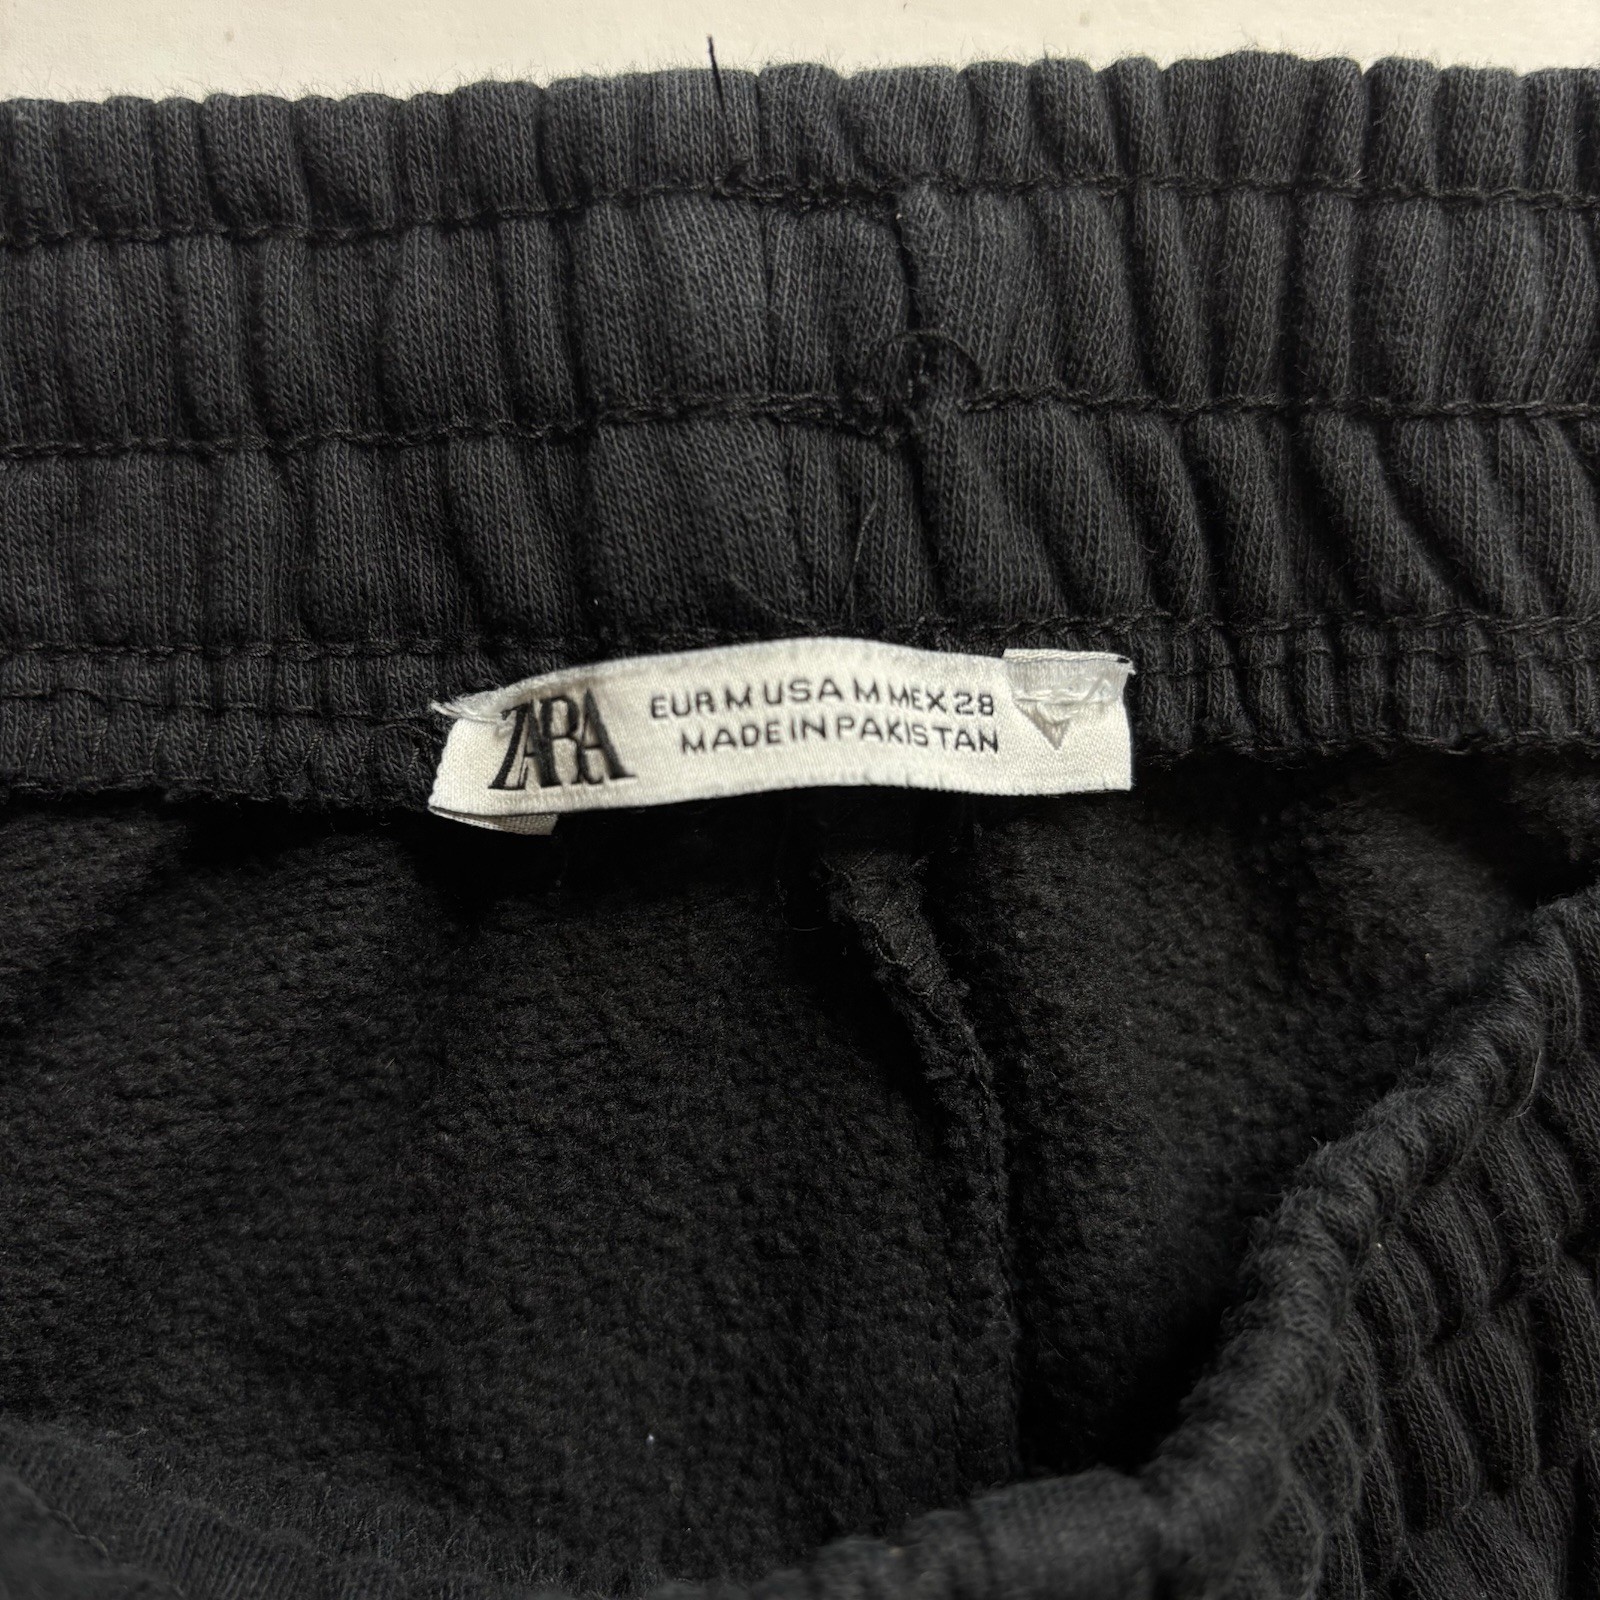 ZARA
EUR M USA M MEX 28
MADE IN PAKISTAN